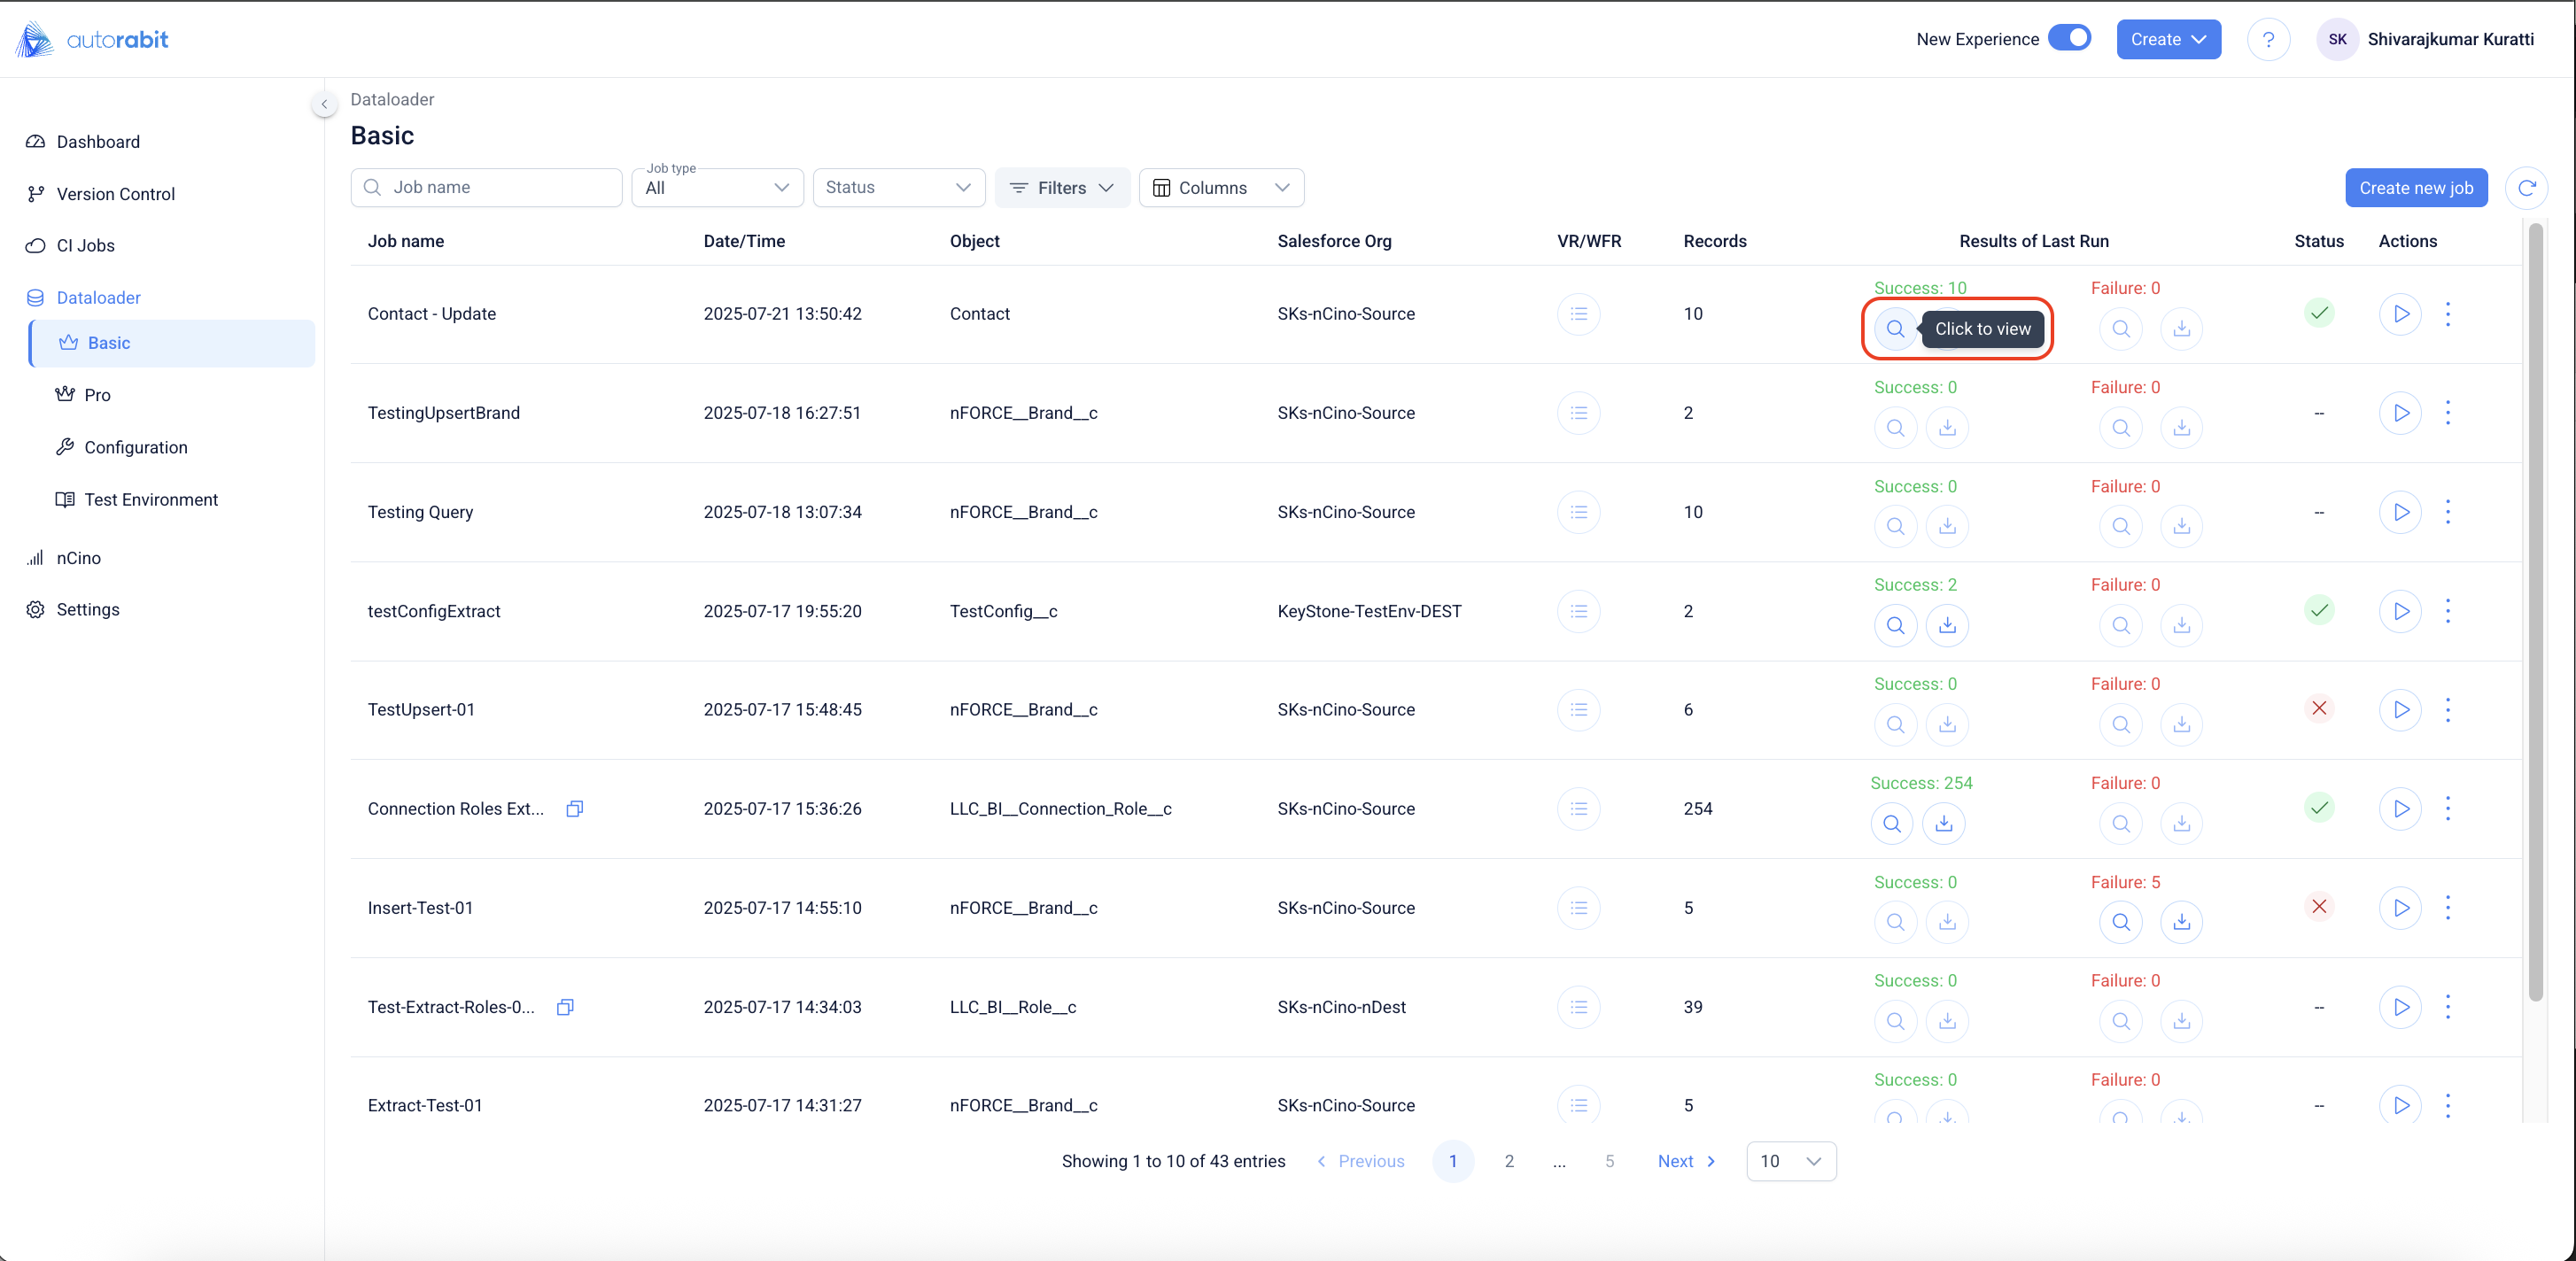 autorabit
New Experience
Create
?
SK
Shivarajkumar Kuratti
Dashboard
Version Control
CI Jobs
Dataloader
Basic
Pro
Configuration
Test Environment
nCino
Settings
Dataloader
Basic
Job name
Job type
All
Status
Filters
Columns
Create new job
Job name Date/Time Object Salesforce Org VR/WFR Records Results of Last Run Status Actions
Contact - Update 2025-07-21 13:50:42 Contact SKs-nCino-Source 10 Success: 10 Failure: 0
Click to view
TestingUpsertBrand 2025-07-18 16:27:51 nFORCE__Brand__c SKs-nCino-Source 2 Success: 0 Failure: 0 --
Testing Query 2025-07-18 13:07:34 nFORCE__Brand__c SKs-nCino-Source 10 Success: 0 Failure: 0 --
testConfigExtract 2025-07-17 19:55:20 TestConfig__c KeyStone-TestEnv-DEST 2 Success: 2 Failure: 0
TestUpsert-01 2025-07-17 15:48:45 nFORCE__Brand__c SKs-nCino-Source 6 Success: 0 Failure: 0
Connection Roles Ext... 2025-07-17 15:36:26 LLC_BI__Connection_Role__c SKs-nCino-Source 254 Success: 254 Failure: 0
Insert-Test-01 2025-07-17 14:55:10 nFORCE__Brand__c SKs-nCino-Source 5 Success: 0 Failure: 5
Test-Extract-Roles-0... 2025-07-17 14:34:03 LLC_BI__Role__c SKs-nCino-nDest 39 Success: 0 Failure: 0 --
Extract-Test-01 2025-07-17 14:31:27 nFORCE__Brand__c SKs-nCino-Source 5 Success: 0 Failure: 0 --
Showing 1 to 10 of 43 entries Previous 1 2 ... 5 Next 10